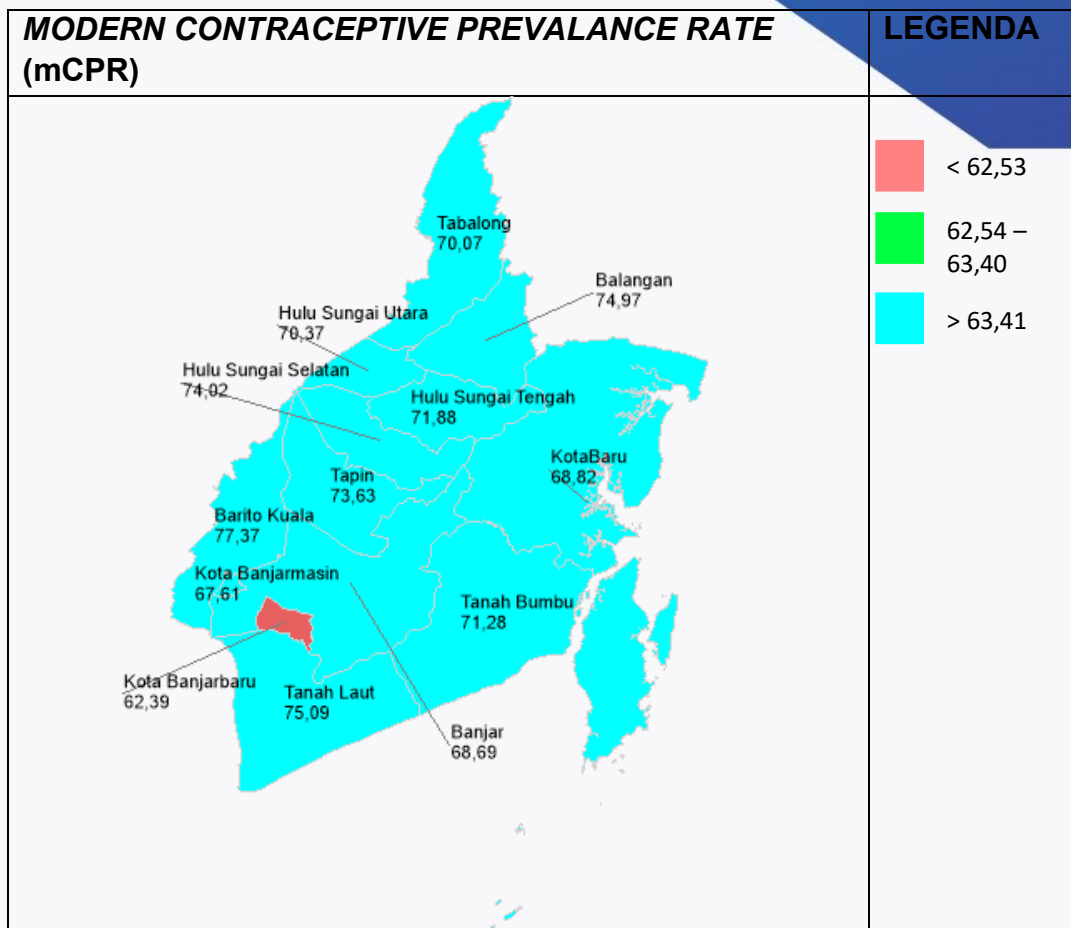 MODERN CONTRACEPTIVE PREVALANCE RATE
(mCPR)
LEGENDA
< 62,53
62,54 –
63,40
> 63,41
Tabalong
70,07
Balangan
74,97
Hulu Sungai Utara
70,37
Hulu Sungai Selatan
74,02
Hulu Sungai Tengah
71,88
KotaBaru
68,82
Tapin
73,63
Barito Kuala
77,37
Kota Banjarmasin
67,61
Tanah Bumbu
71,28
Kota Banjarbaru
62,39
Tanah Laut
75,09
Banjar
68,69